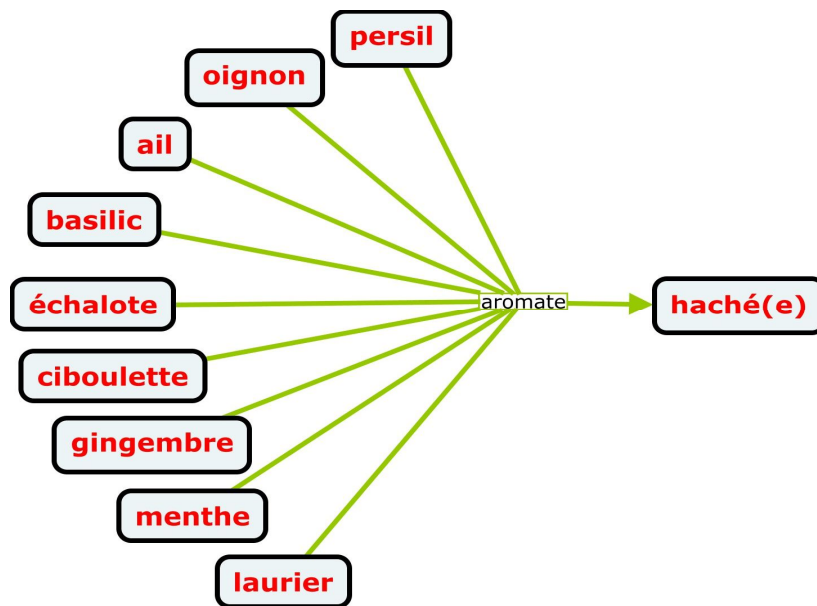 persil
oignon
ail
basilic
échalote
ciboulette
gingembre
menthe
laurier
aromate
haché(e)